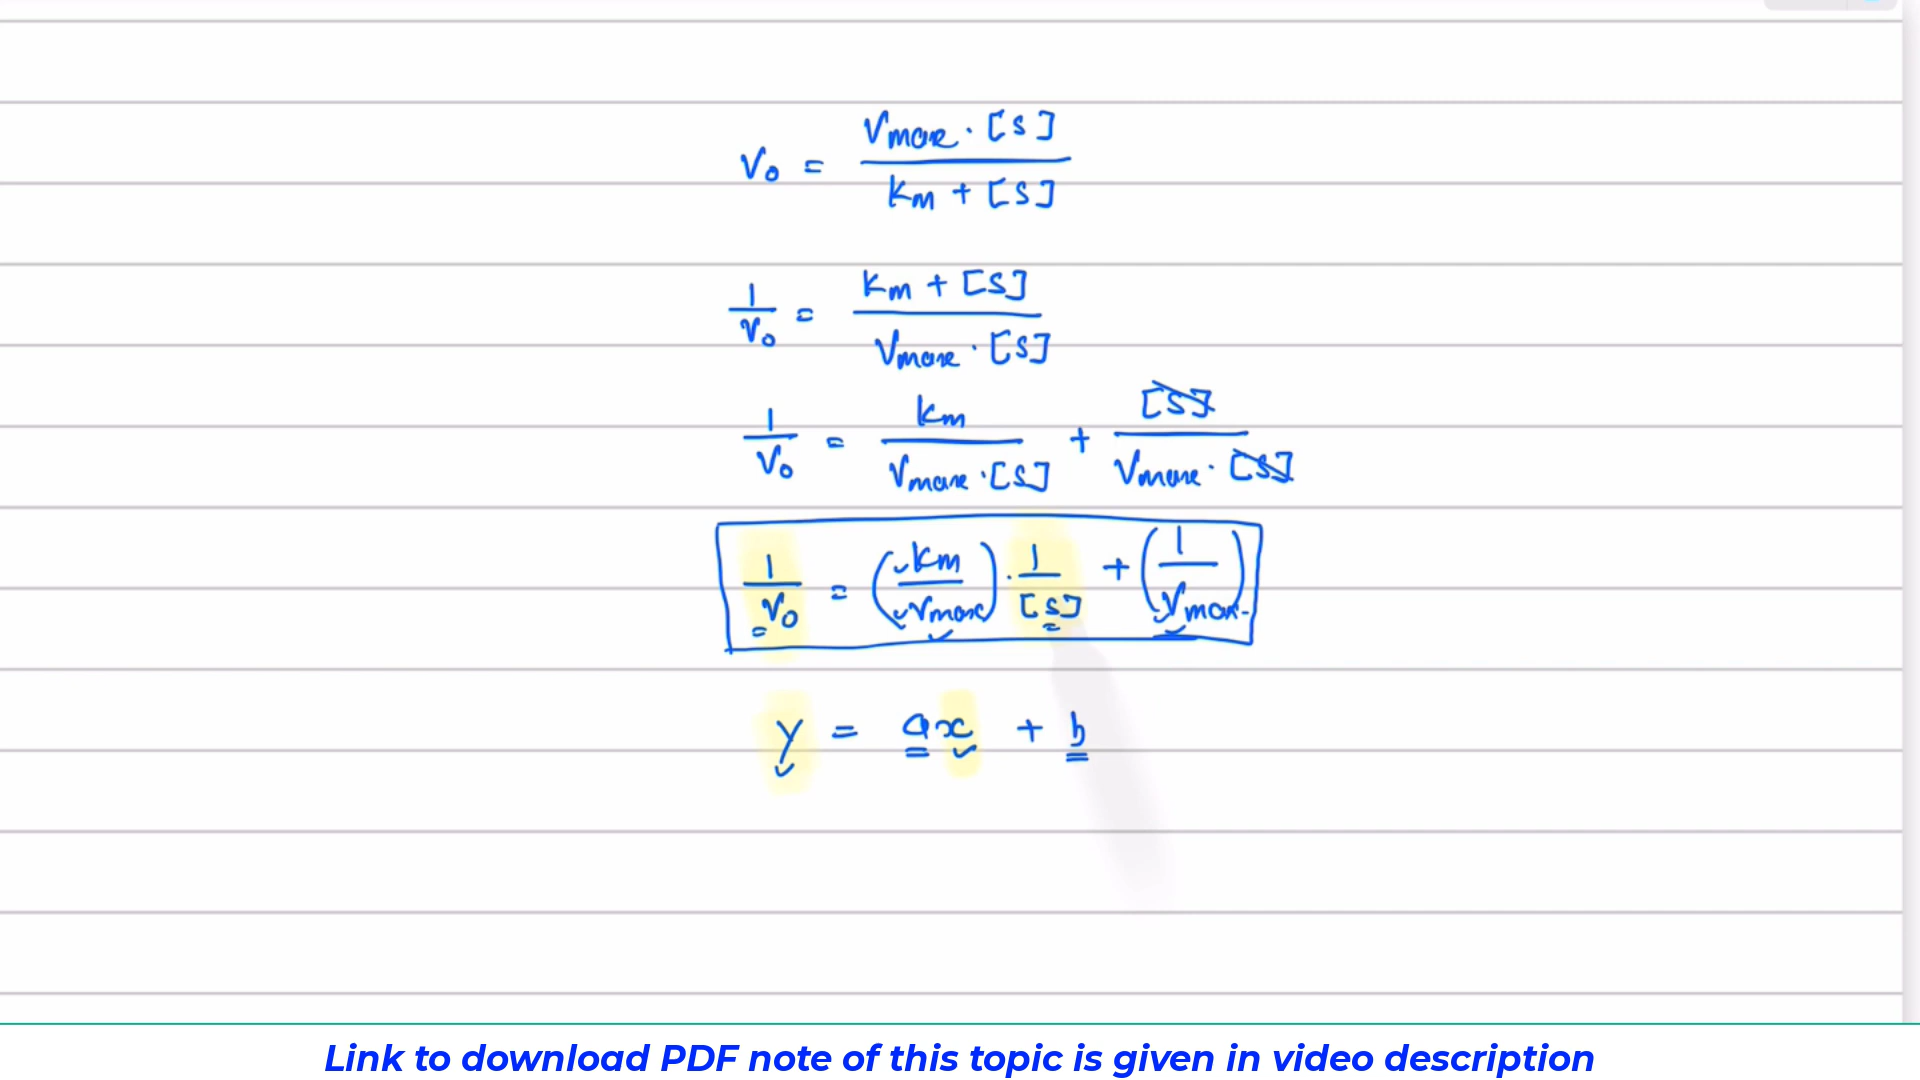 V₀ = Vmax · [S] / Km + [S]
1/V₀ = Km + [S] / Vmax · [S]
1/V₀ = Km / Vmax · [S] + [S] / Vmax · [S]
1/V₀ = (Km / Vmax) · 1/[S] + (1 / Vmax)
y = ax + b
Link to download PDF note of this topic is given in video description